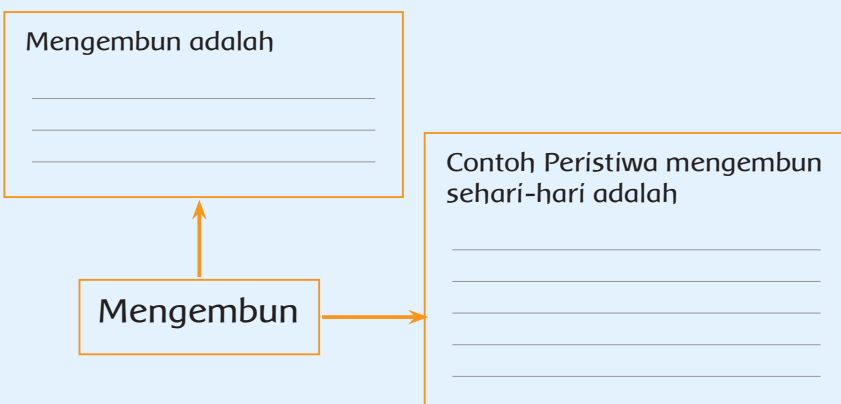 Mengembun adalah
Contoh Peristiwa mengembun
sehari-hari adalah
Mengembun